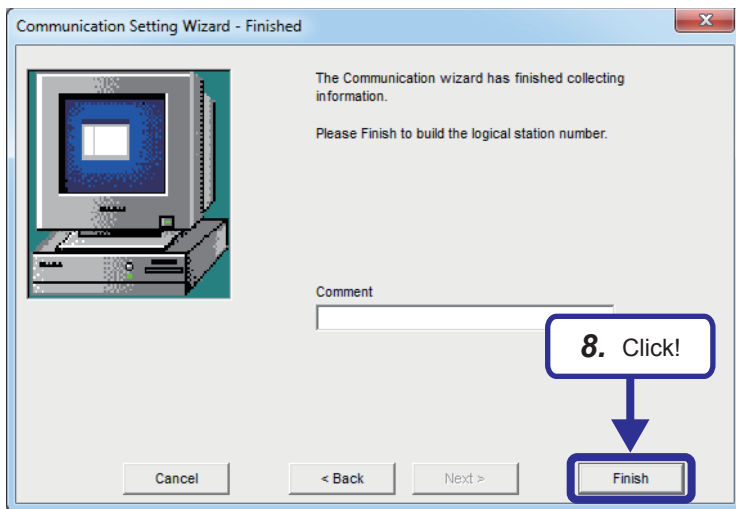 Communication Setting Wizard - Finished
The Communication wizard has finished collecting
information.
Please Finish to build the logical station number.
Comment
8. Click!
Cancel
< Back
Next >
Finish